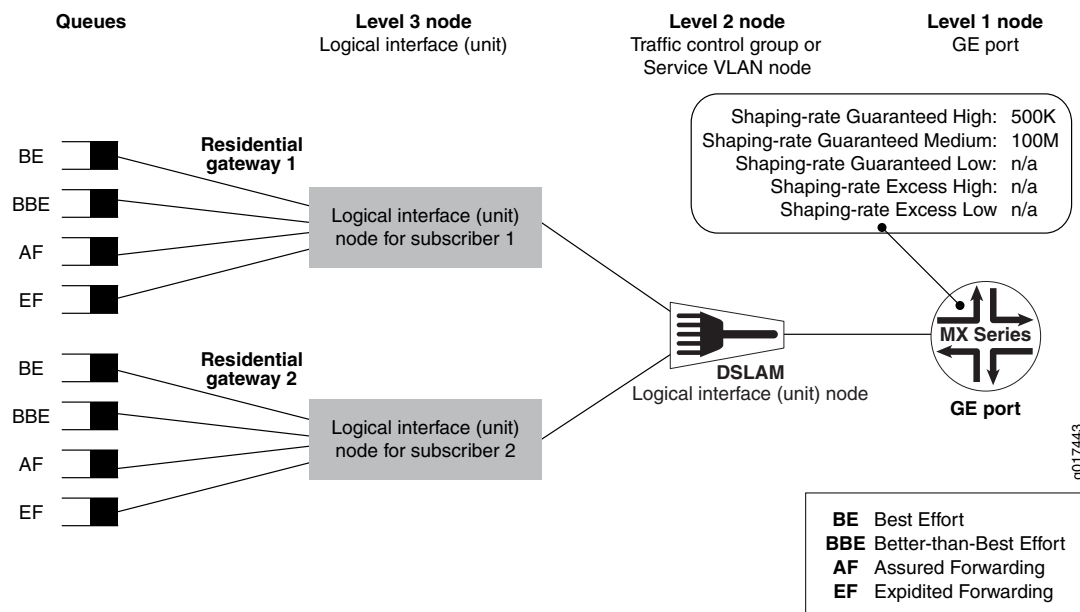 Queues
Level 3 node
Logical interface (unit)
Level 2 node
Traffic control group or
Service VLAN node
Level 1 node
GE port
Shaping-rate Guaranteed High: 500K
Shaping-rate Guaranteed Medium: 100M
Shaping-rate Guaranteed Low: n/a
Shaping-rate Excess High: n/a
Shaping-rate Excess Low n/a
BE
BBE
AF
EF
Residential
gateway 1
Logical interface (unit)
node for subscriber 1
BE
BBE
AF
EF
Residential
gateway 2
Logical interface (unit)
node for subscriber 2
DSLAM
Logical interface (unit) node
MX Series
GE port
g017443
BE Best Effort
BBE Better-than-Best Effort
AF Assured Forwarding
EF Expidited Forwarding